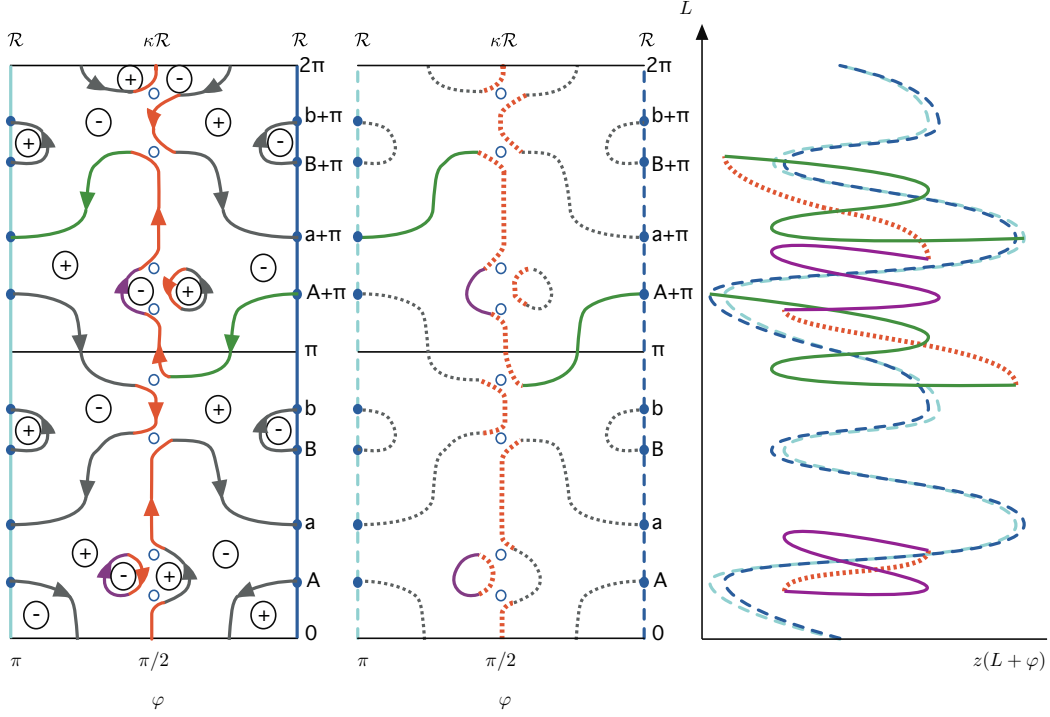 L
ℛ κℛ ℛ ℛ κℛ ℛ
+ - 2π 2π
- + b+π b+π
+ - B+π B+π
a+π a+π
+ -
- + A+π A+π
π π
- + b b
+ - B B
a a
+ -
- + A A
- + 0 0
π π/2 φ π π/2 φ z(L + φ)